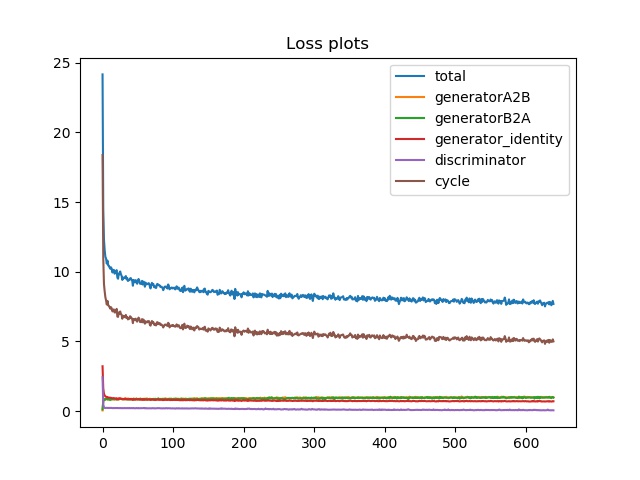 Loss plots
25
20
15
10
5
0
total
generatorA2B
generatorB2A
generator_identity
discriminator
cycle
0 100 200 300 400 500 600